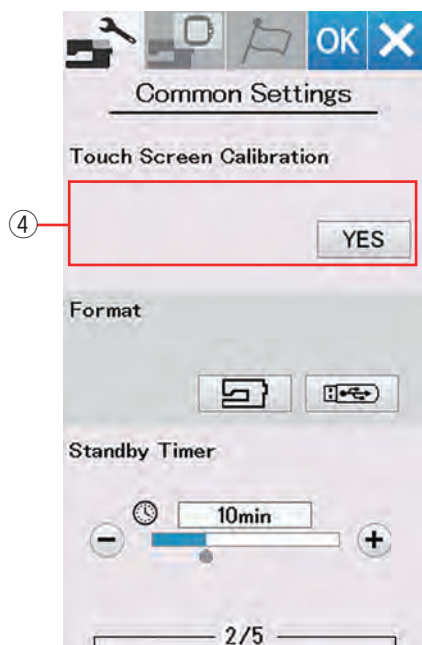 OK X
Common Settings
Touch Screen Calibration
④
YES
Format
Standby Timer
10min
− +
2/5